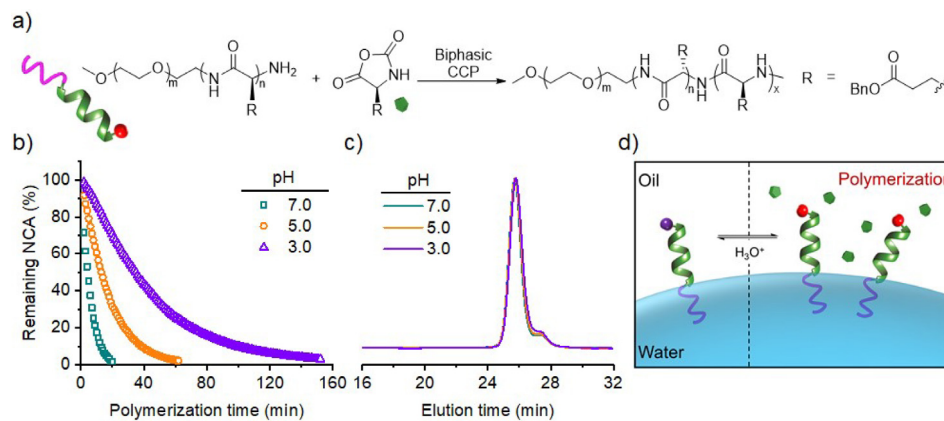 a)
O
O
m
H
N
O
R
n
NH2
+
O
O
O
NH
R
Biphasic
CCP
O
O
m
H
N
O
R
n
N
H
O
R
H
N
x
R =
BnO
O
b)
Remaining NCA (%)
100
80
60
40
20
0
0 40 80 120 160
Polymerization time (min)
pH
7.0
5.0
3.0
c)
pH
7.0
5.0
3.0
16 20 24 28 32
Elution time (min)
d)
Oil
Polymerization
H3O+
Water